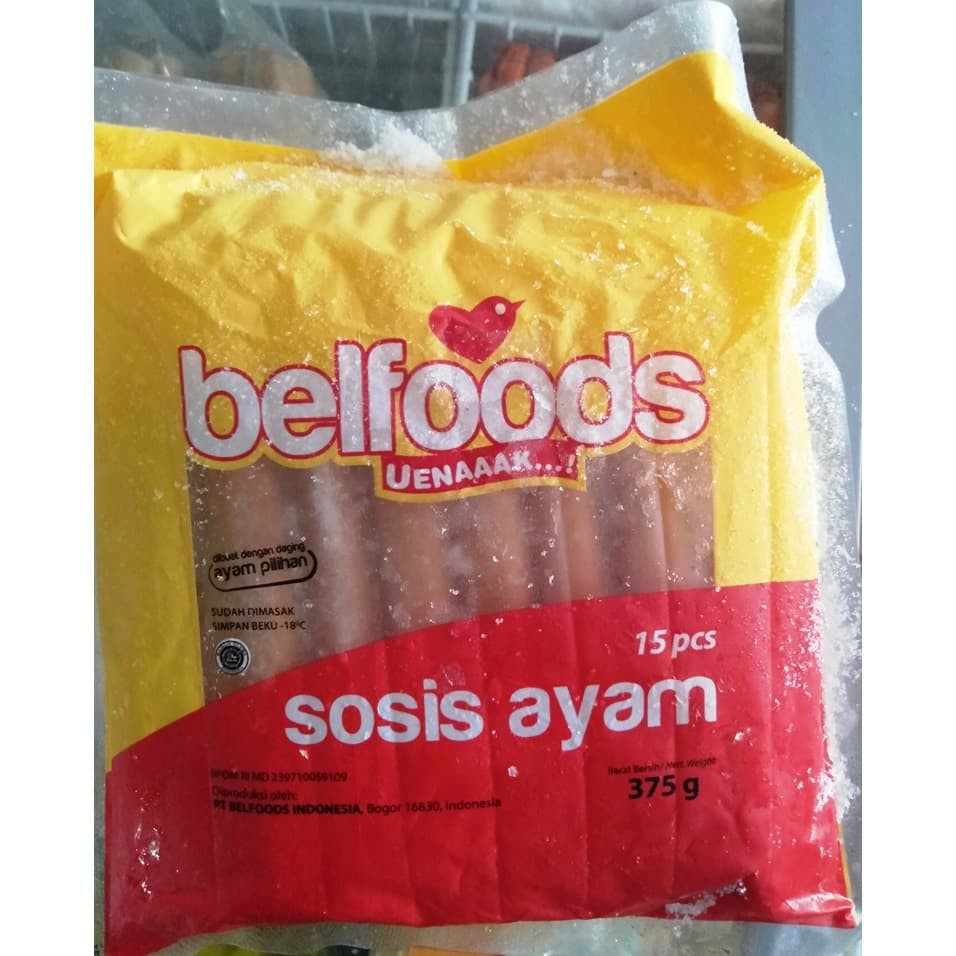 belfoods
UENAAAK...!
dibuat dengan daging
ayam pilihan
SUDAH DIMASAK
SIMPAN BEKU -18°C
15 pcs
sosis ayam
BPOM RI MD 239710059109
Diproduksi oleh:
PT BELFOODS INDONESIA, Bogor 16830, Indonesia
Berat Bersih/ Nett Weight:
375 g